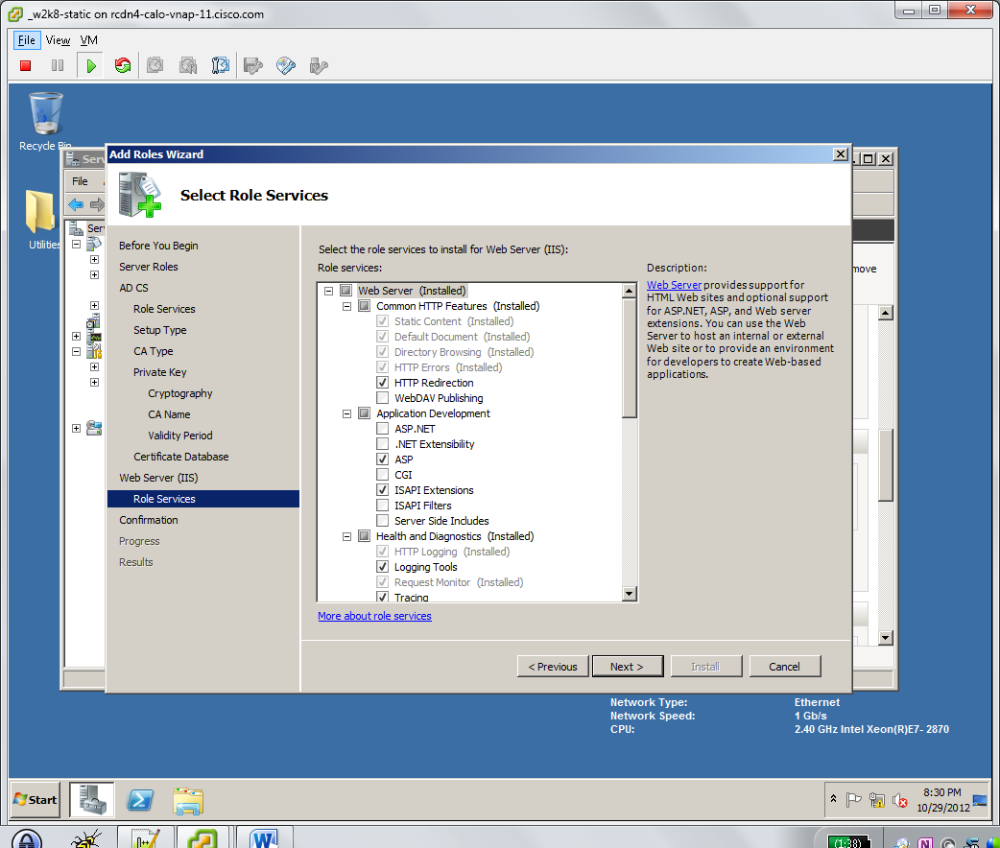 _w2k8-static on rcdn4-calo-vnap-11.cisco.com
File View VM
Recycle Bin
Utilities
Serv
File
Ser
move
Add Roles Wizard
Select Role Services
Before You Begin
Server Roles
AD CS
Role Services
Setup Type
CA Type
Private Key
Cryptography
CA Name
Validity Period
Certificate Database
Web Server (IIS)
Role Services
Confirmation
Progress
Results
Select the role services to install for Web Server (IIS):
Role services:
Web Server (Installed)
Common HTTP Features (Installed)
Static Content (Installed)
Default Document (Installed)
Directory Browsing (Installed)
HTTP Errors (Installed)
HTTP Redirection
WebDAV Publishing
Application Development
ASP.NET
.NET Extensibility
ASP
CGI
ISAPI Extensions
ISAPI Filters
Server Side Includes
Health and Diagnostics (Installed)
HTTP Logging (Installed)
Logging Tools
Request Monitor (Installed)
Tracing
More about role services
Description:
Web Server provides support for
HTML Web sites and optional support
for ASP.NET, ASP, and Web server
extensions. You can use the Web
Server to host an internal or external
Web site or to provide an environment
for developers to create Web-based
applications.
< Previous
Next >
Install
Cancel
Network Type: Ethernet
Network Speed: 1 Gb/s
CPU: 2.40 GHz Intel Xeon(R)E7- 2870
Start
8:30 PM
10/29/2012
(1:38)